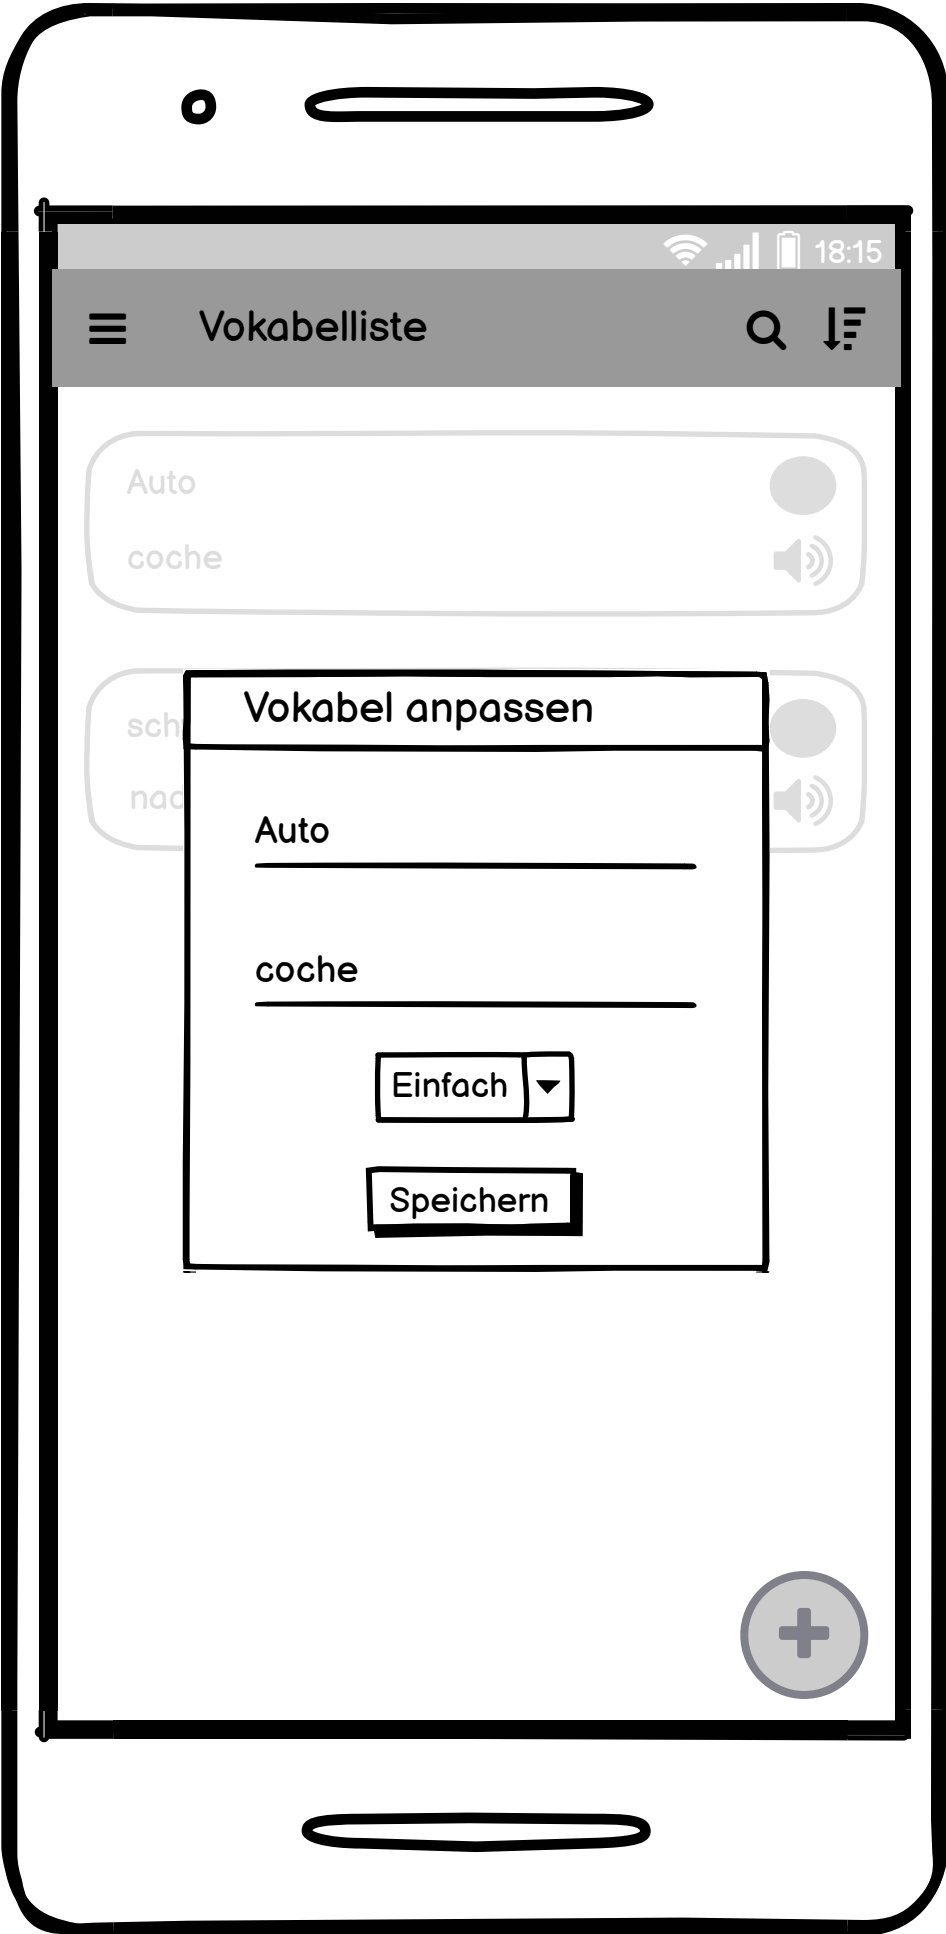 18:15
Vokabelliste
Auto
coche
Vokabel anpassen
Auto
coche
Einfach
Speichern